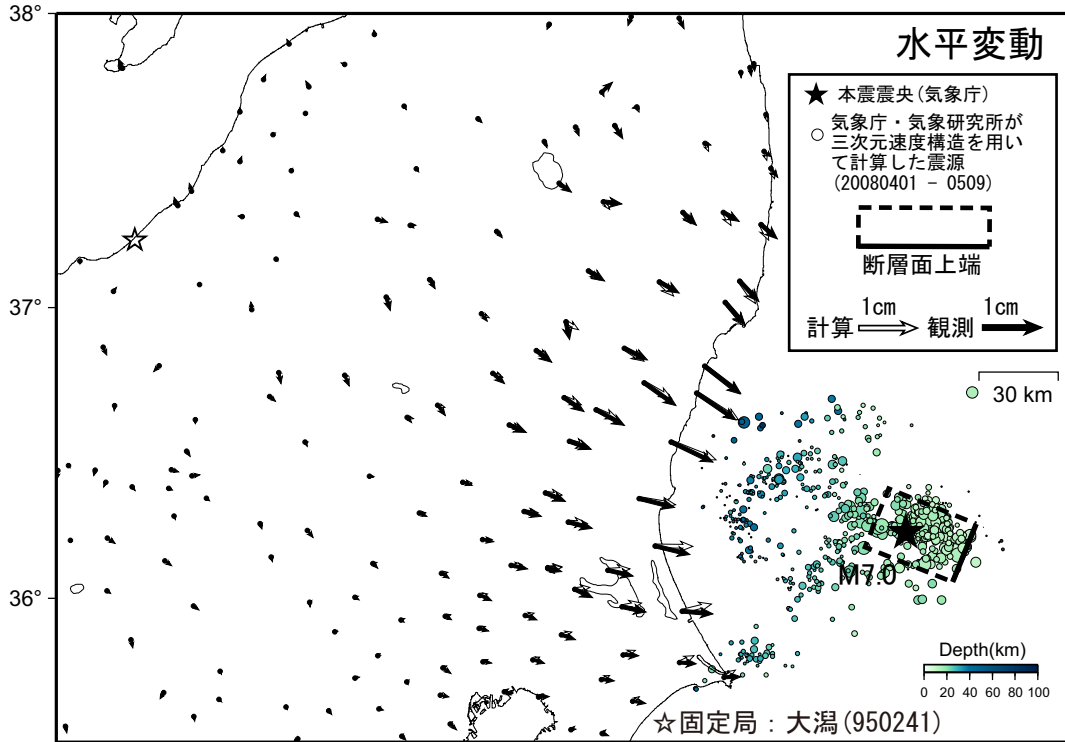 38°
水平変動
本震震央(気象庁)
気象庁・気象研究所が
三次元速度構造を用い
て計算した震源
(20080401 - 0509)
断層面上端
1cm 1cm
計算 観測
37°
30 km
M7.0
36°
Depth(km)
0 20 40 60 80 100
☆固定局：大潟(950241)